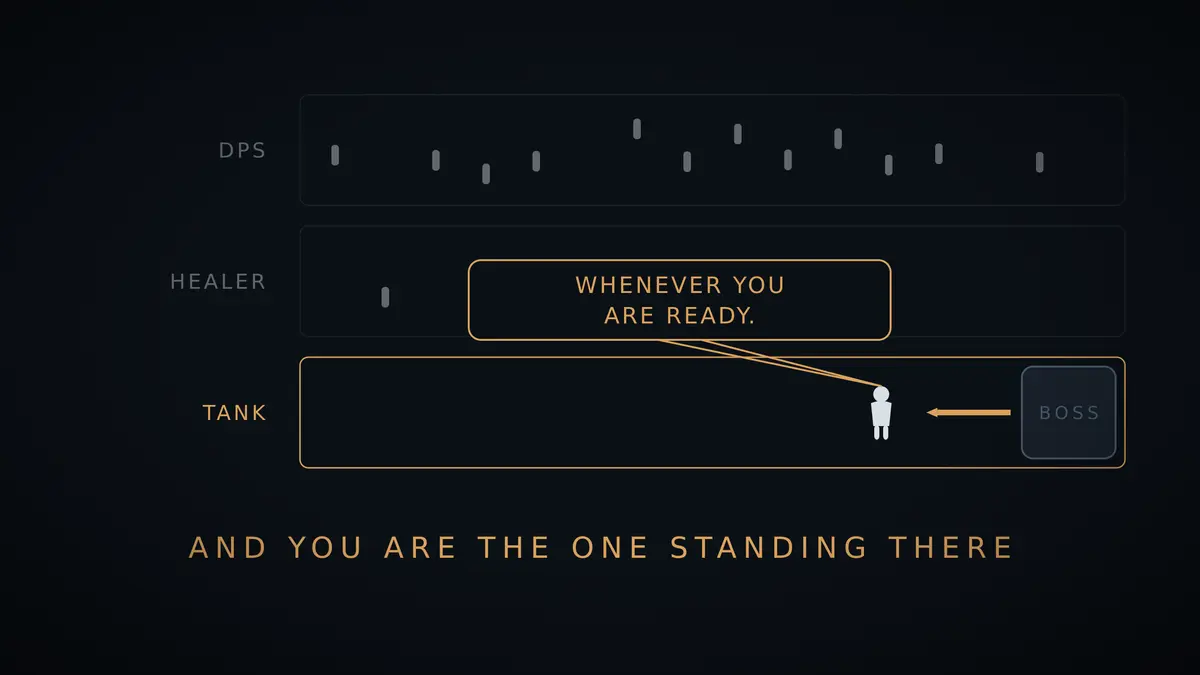 DPS
HEALER
WHENEVER YOU
ARE READY.
TANK
BOSS
AND YOU ARE THE ONE STANDING THERE